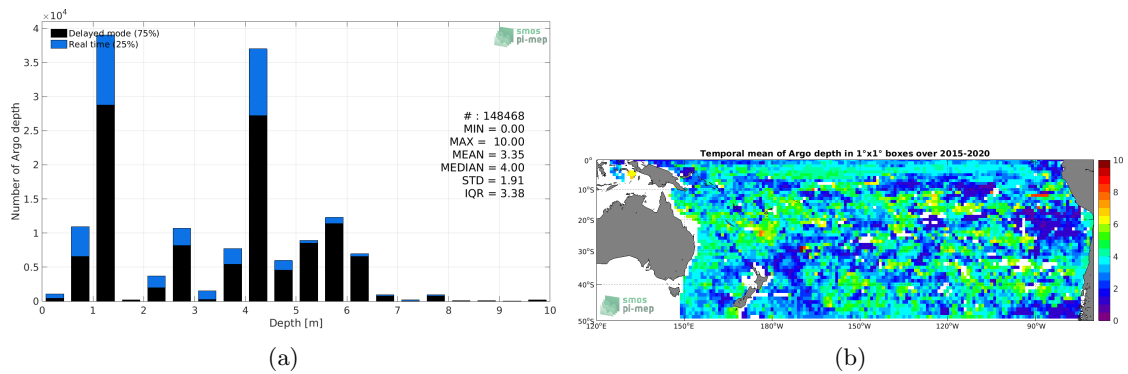 ×10⁴
4
3.5
3
2.5
2
1.5
1
0.5
0
Number of Argo depth
Delayed mode (75%)
Real time (25%)
smos
pi-mep
# : 148468
MIN = 0.00
MAX = 10.00
MEAN = 3.35
MEDIAN = 4.00
STD = 1.91
IQR = 3.38
0 1 2 3 4 5 6 7 8 9 10
Depth [m]
(a)
Temporal mean of Argo depth in 1°x1° boxes over 2015-2020
0°
10°S
20°S
30°S
40°S
50°S
smos
pi-mep
120°E 150°E 180°W 150°W 120°W 90°W
10
8
6
4
2
0
(b)